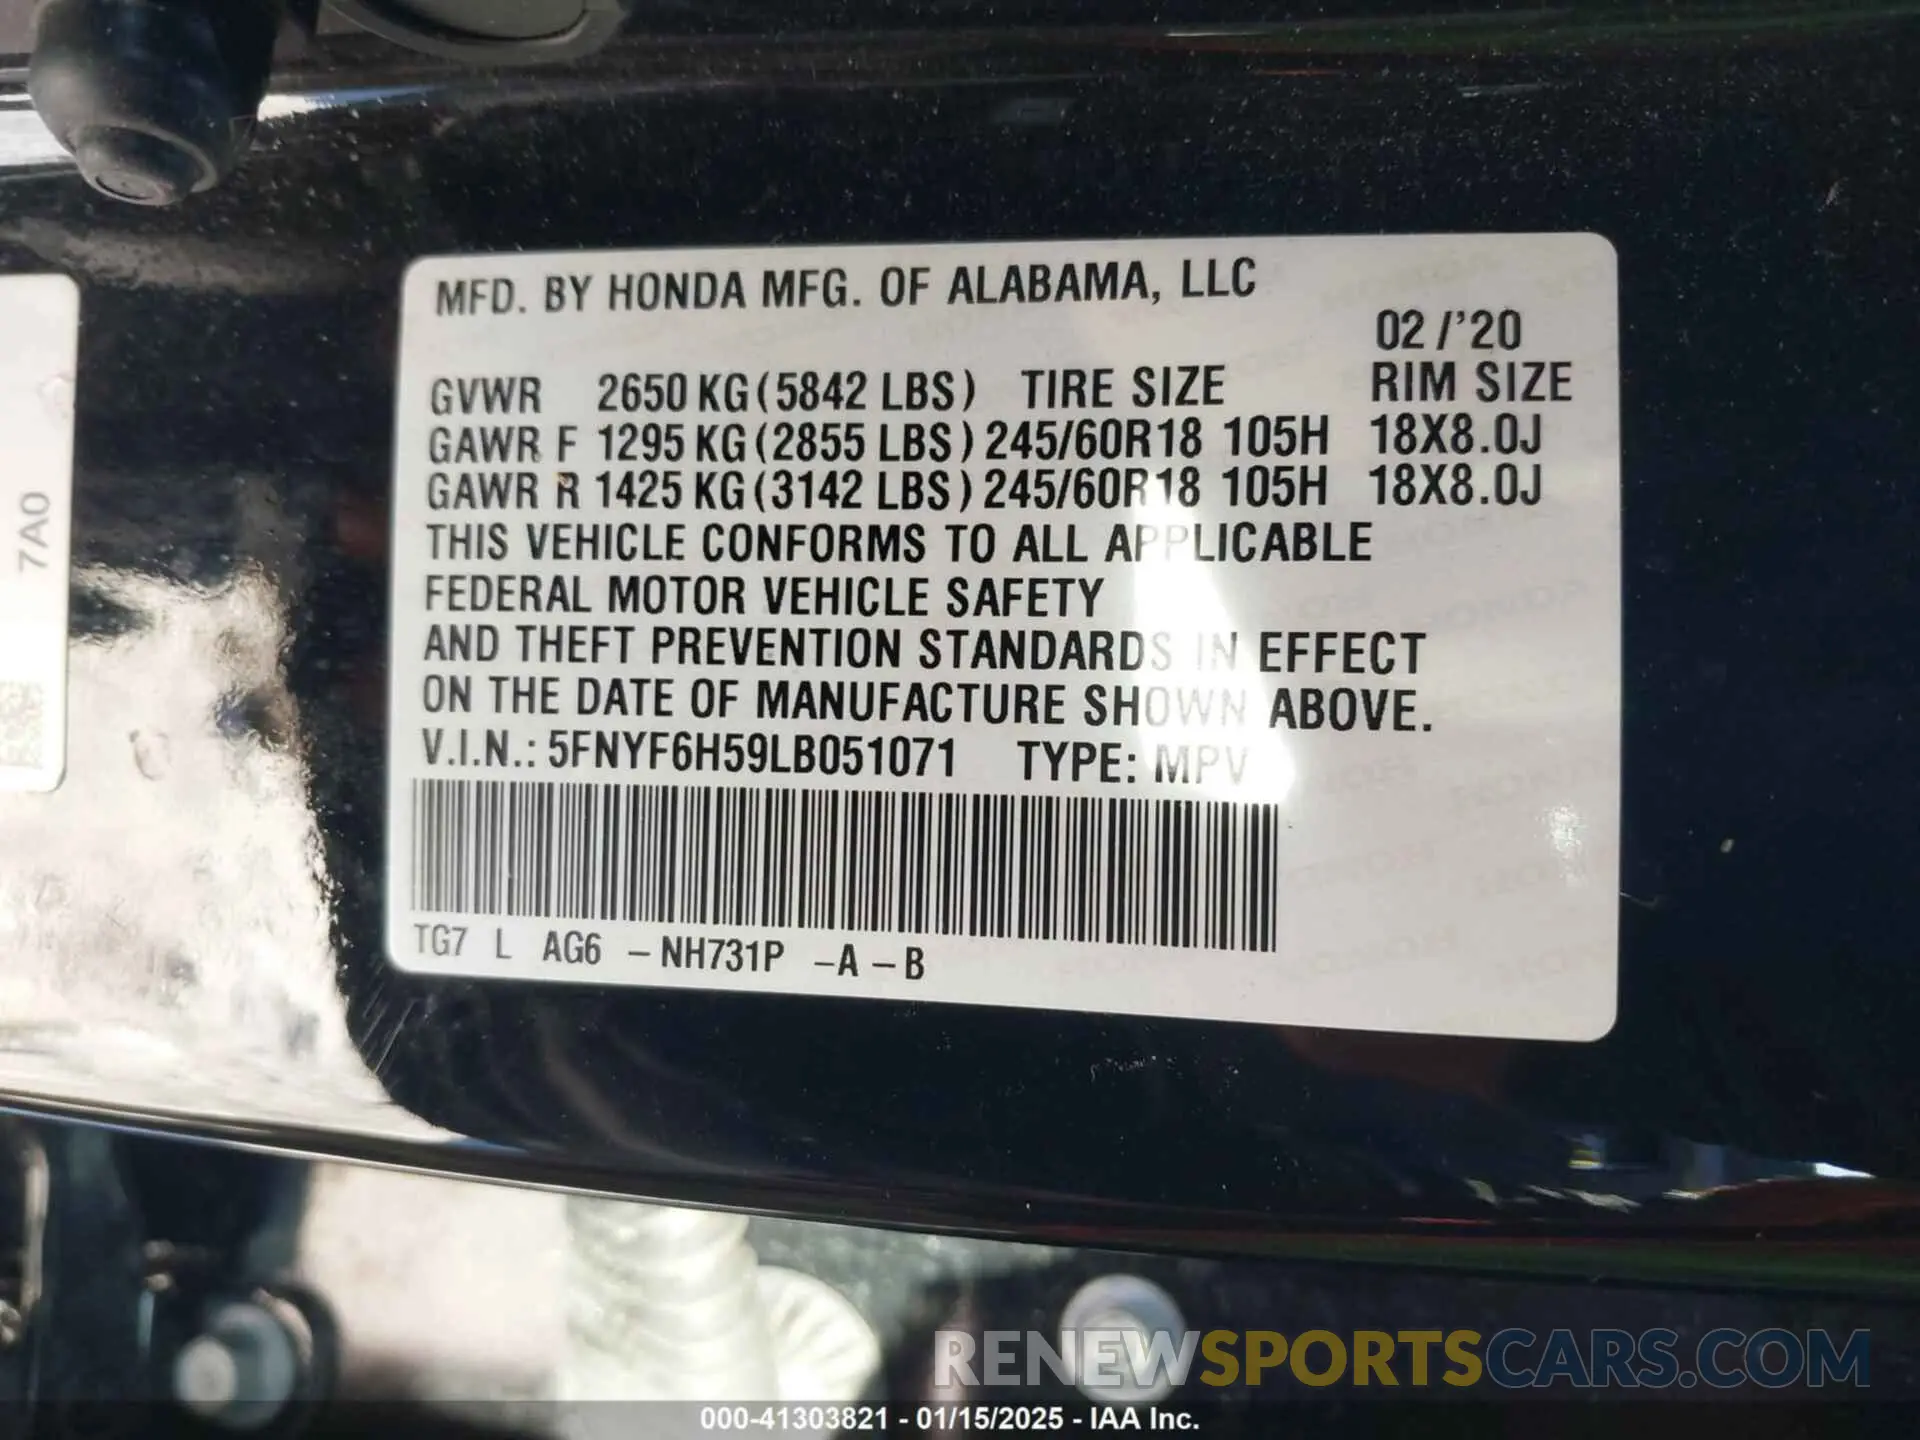 MFD. BY HONDA MFG. OF ALABAMA, LLC
02 /'20
GVWR 2650 KG (5842 LBS) TIRE SIZE RIM SIZE
GAWR F 1295 KG (2855 LBS) 245/60R18 105H 18X8.0J
GAWR R 1425 KG (3142 LBS) 245/60R18 105H 18X8.0J
THIS VEHICLE CONFORMS TO ALL APPLICABLE
FEDERAL MOTOR VEHICLE SAFETY
AND THEFT PREVENTION STANDARDS IN EFFECT
ON THE DATE OF MANUFACTURE SHOWN ABOVE.
V.I.N.: 5FNYF6H59LB051071 TYPE: MPV
TG7 L AG6 – NH731P –A – B
7A0
RENEWSPORTSCARS.COM
000-41303821 - 01/15/2025 - IAA Inc.